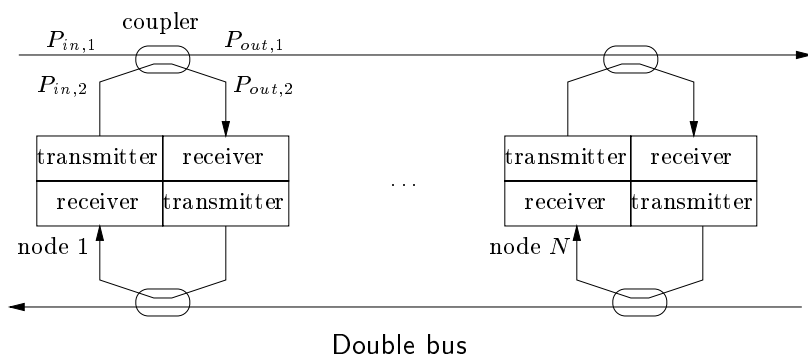 coupler
P_{in,1} P_{out,1}
P_{in,2} P_{out,2}
transmitter receiver transmitter receiver
receiver transmitter ... receiver transmitter
node 1 node N
Double bus